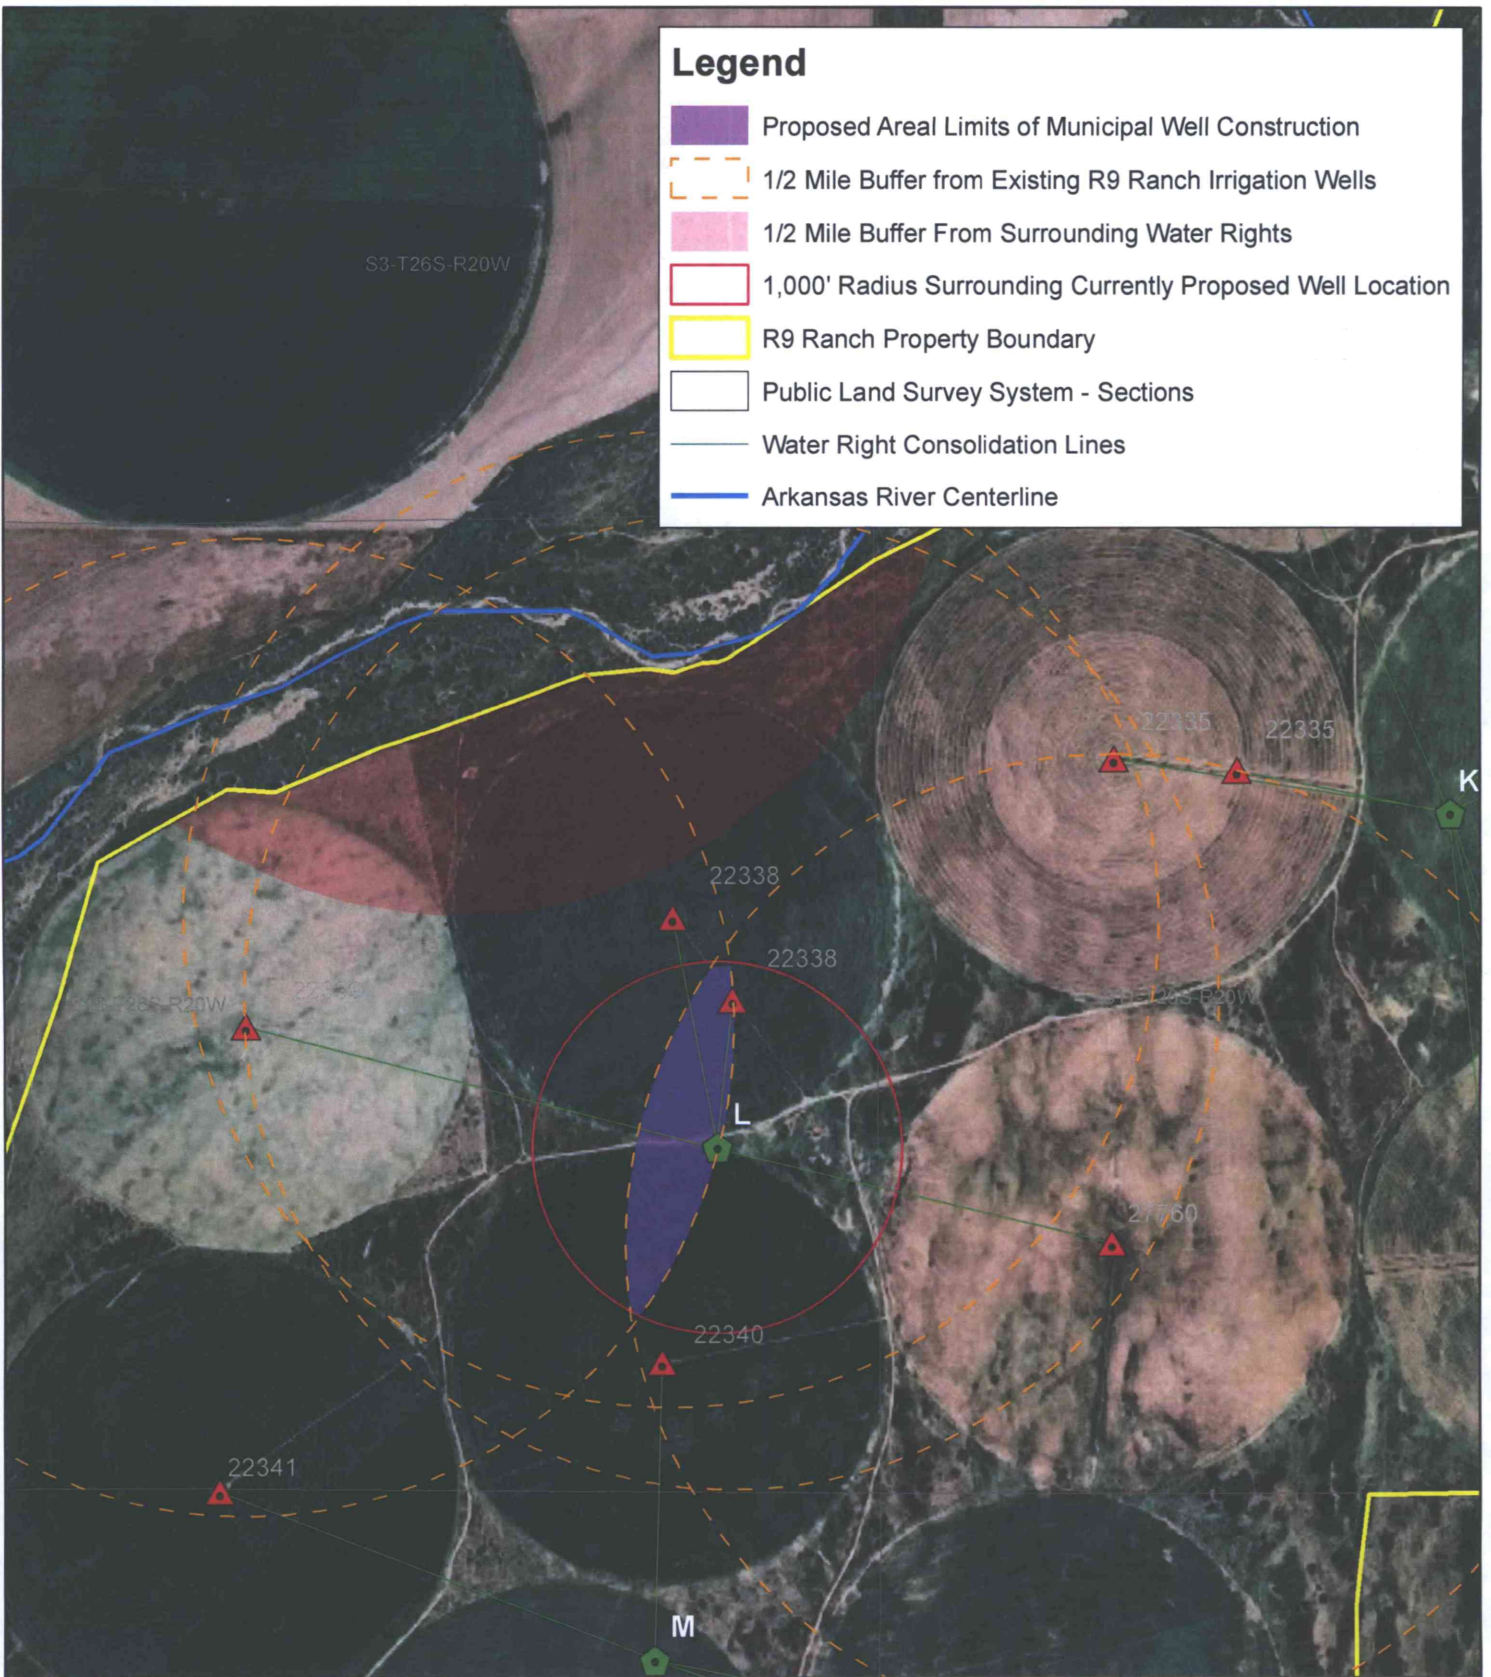 Legend
Proposed Areal Limits of Municipal Well Construction
1/2 Mile Buffer from Existing R9 Ranch Irrigation Wells
1/2 Mile Buffer From Surrounding Water Rights
1,000' Radius Surrounding Currently Proposed Well Location
R9 Ranch Property Boundary
Public Land Survey System - Sections
Water Right Consolidation Lines
Arkansas River Centerline
S3-T26S-R20W
22335
22335
K
22338
22338
L
27760
22340
22341
M